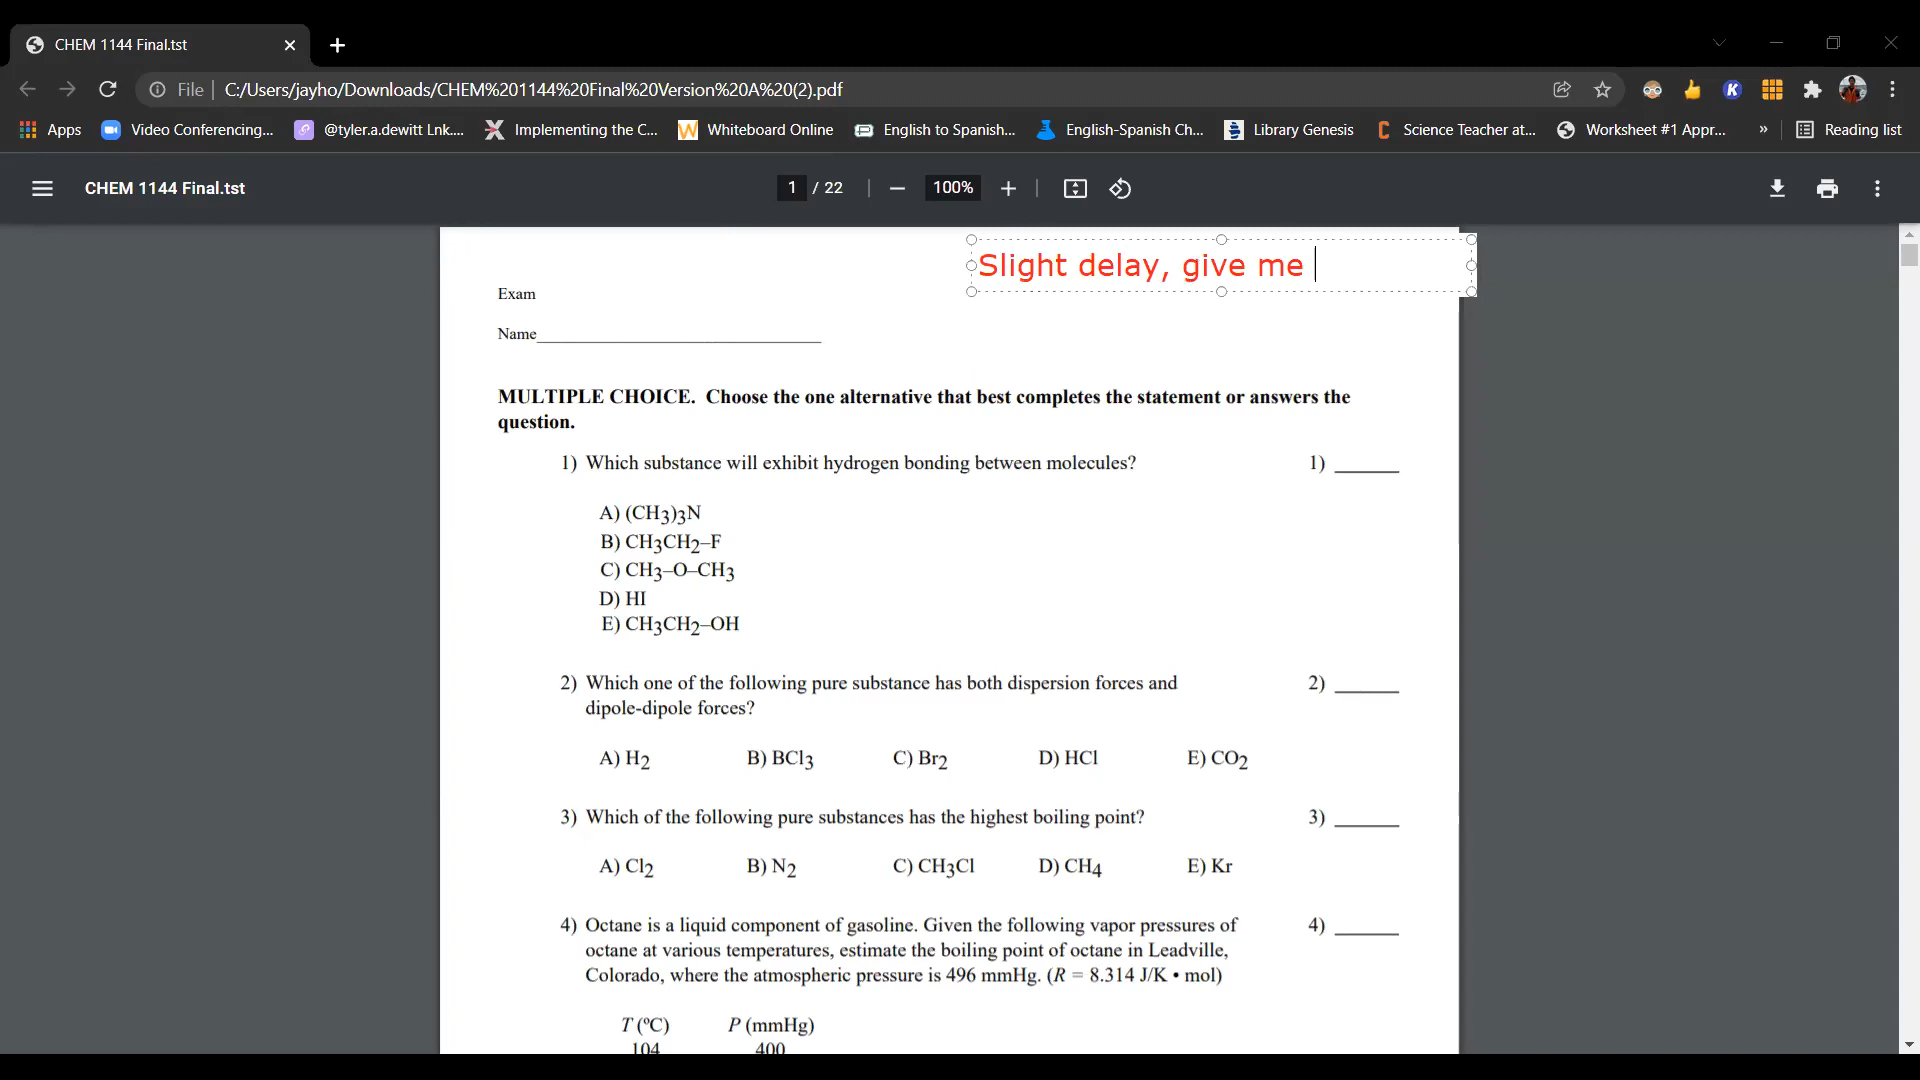 CHEM 1144 Final.tst
File | C:/Users/jayho/Downloads/CHEM%201144%20Final%20Version%20A%20(2).pdf
Apps Video Conferencing... @tyler.a.dewitt Lnk.... Implementing the C... Whiteboard Online English to Spanish... English-Spanish Ch... Library Genesis Science Teacher at... Worksheet #1 Appr... » Reading list
CHEM 1144 Final.tst 1 / 22 100%
Slight delay, give me
Exam
Name
MULTIPLE CHOICE. Choose the one alternative that best completes the statement or answers the
question.
1) Which substance will exhibit hydrogen bonding between molecules? 1)
A) (CH3)3N
B) CH3CH2–F
C) CH3–O–CH3
D) HI
E) CH3CH2–OH
2) Which one of the following pure substance has both dispersion forces and 2)
dipole-dipole forces?
A) H2 B) BCl3 C) Br2 D) HCl E) CO2
3) Which of the following pure substances has the highest boiling point? 3)
A) Cl2 B) N2 C) CH3Cl D) CH4 E) Kr
4) Octane is a liquid component of gasoline. Given the following vapor pressures of 4)
octane at various temperatures, estimate the boiling point of octane in Leadville,
Colorado, where the atmospheric pressure is 496 mmHg. (R = 8.314 J/K • mol)
T (ºC) P (mmHg)
104 400